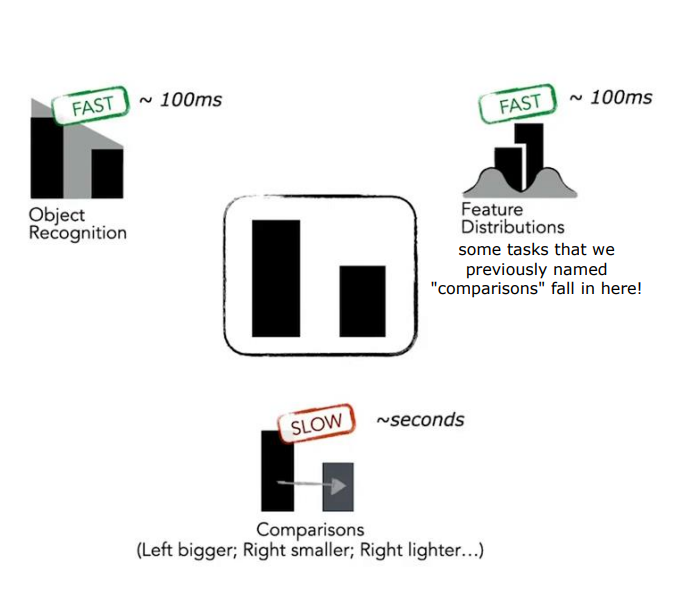 FAST ~ 100ms
Object
Recognition
FAST ~ 100ms
Feature
Distributions
some tasks that we
previously named
"comparisons" fall in here!
SLOW ~seconds
Comparisons
(Left bigger; Right smaller; Right lighter...)